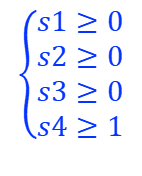 s1 ≥ 0
s2 ≥ 0
s3 ≥ 0
s4 ≥ 1